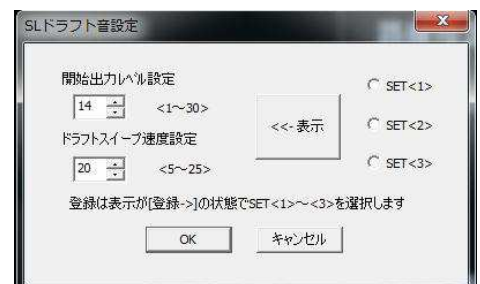 SLドラフト音設定
開始出力レベル設定
14 <1～30>
ドラフトスイープ速度設定
20 <5～25>
<<-表示
SET<1>
SET<2>
SET<3>
登録は表示が[登録->]の状態でSET<1>～<3>を選択します
OK キャンセル